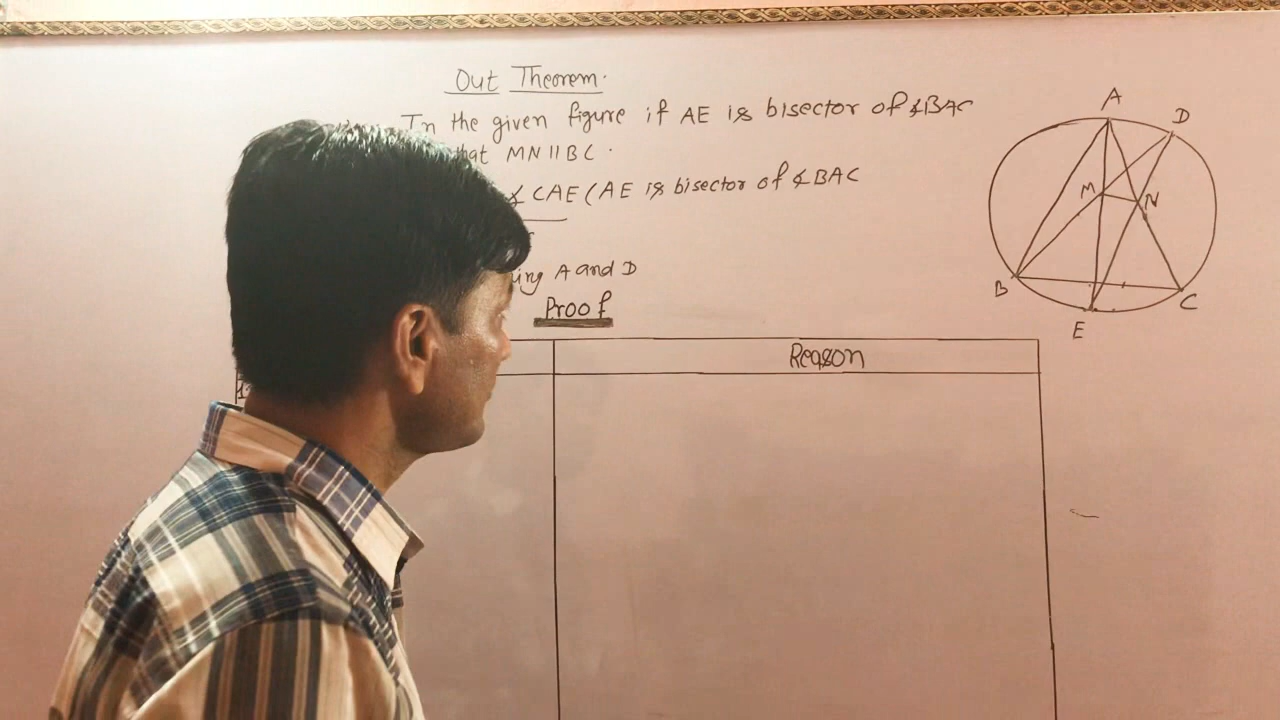 Out Theorem.
In the given figure if AE is bisector of ∡BAC
that MN || BC.
∡ CAE (AE is bisector of ∡BAC
A and D
Proof
Reason
1.
A
D
M
N
B
C
E